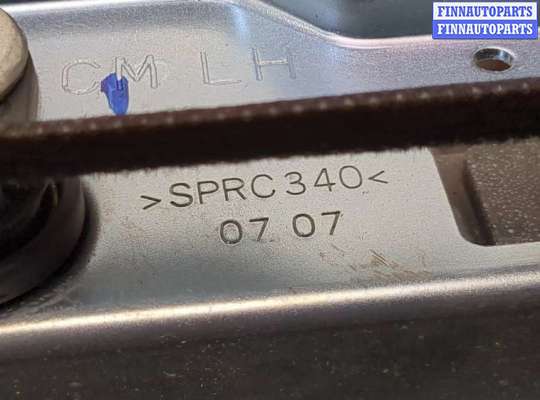 FINNAUTOPARTS
FINNAUTOPARTS
CM LH
>SPRC340<
07 07